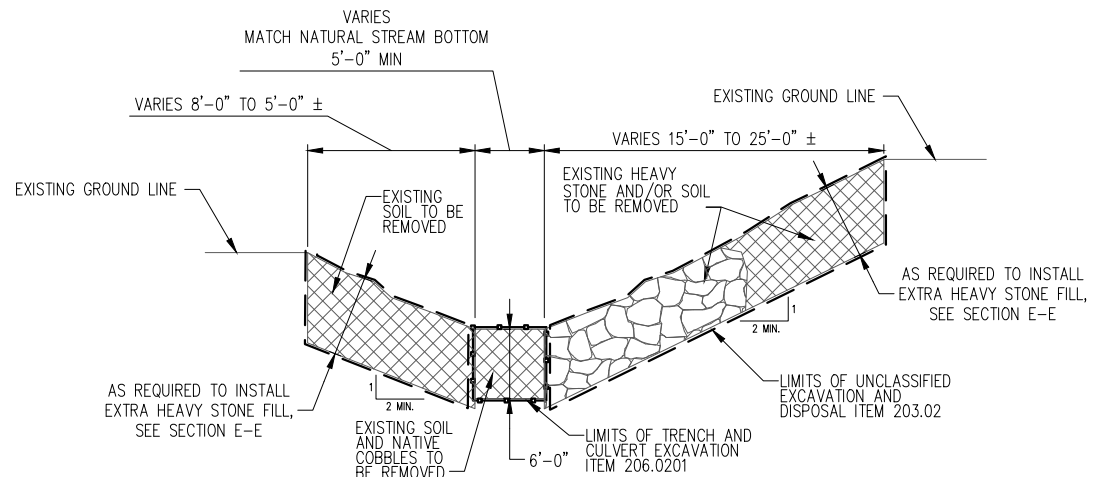 VARIES
MATCH NATURAL STREAM BOTTOM
5'-0" MIN
VARIES 8'-0" TO 5'-0" ±
EXISTING GROUND LINE
VARIES 15'-0" TO 25'-0" ±
EXISTING GROUND LINE
EXISTING
SOIL TO BE
REMOVED
EXISTING HEAVY
STONE AND/OR SOIL
TO BE REMOVED
AS REQUIRED TO INSTALL
EXTRA HEAVY STONE FILL,
SEE SECTION E-E
1
2 MIN.
AS REQUIRED TO INSTALL
EXTRA HEAVY STONE FILL,
SEE SECTION E-E
1
2 MIN.
EXISTING SOIL
AND NATIVE
COBBLES TO
BE REMOVED
6'-0"
LIMITS OF TRENCH AND
CULVERT EXCAVATION
ITEM 206.0201
LIMITS OF UNCLASSIFIED
EXCAVATION AND
DISPOSAL ITEM 203.02